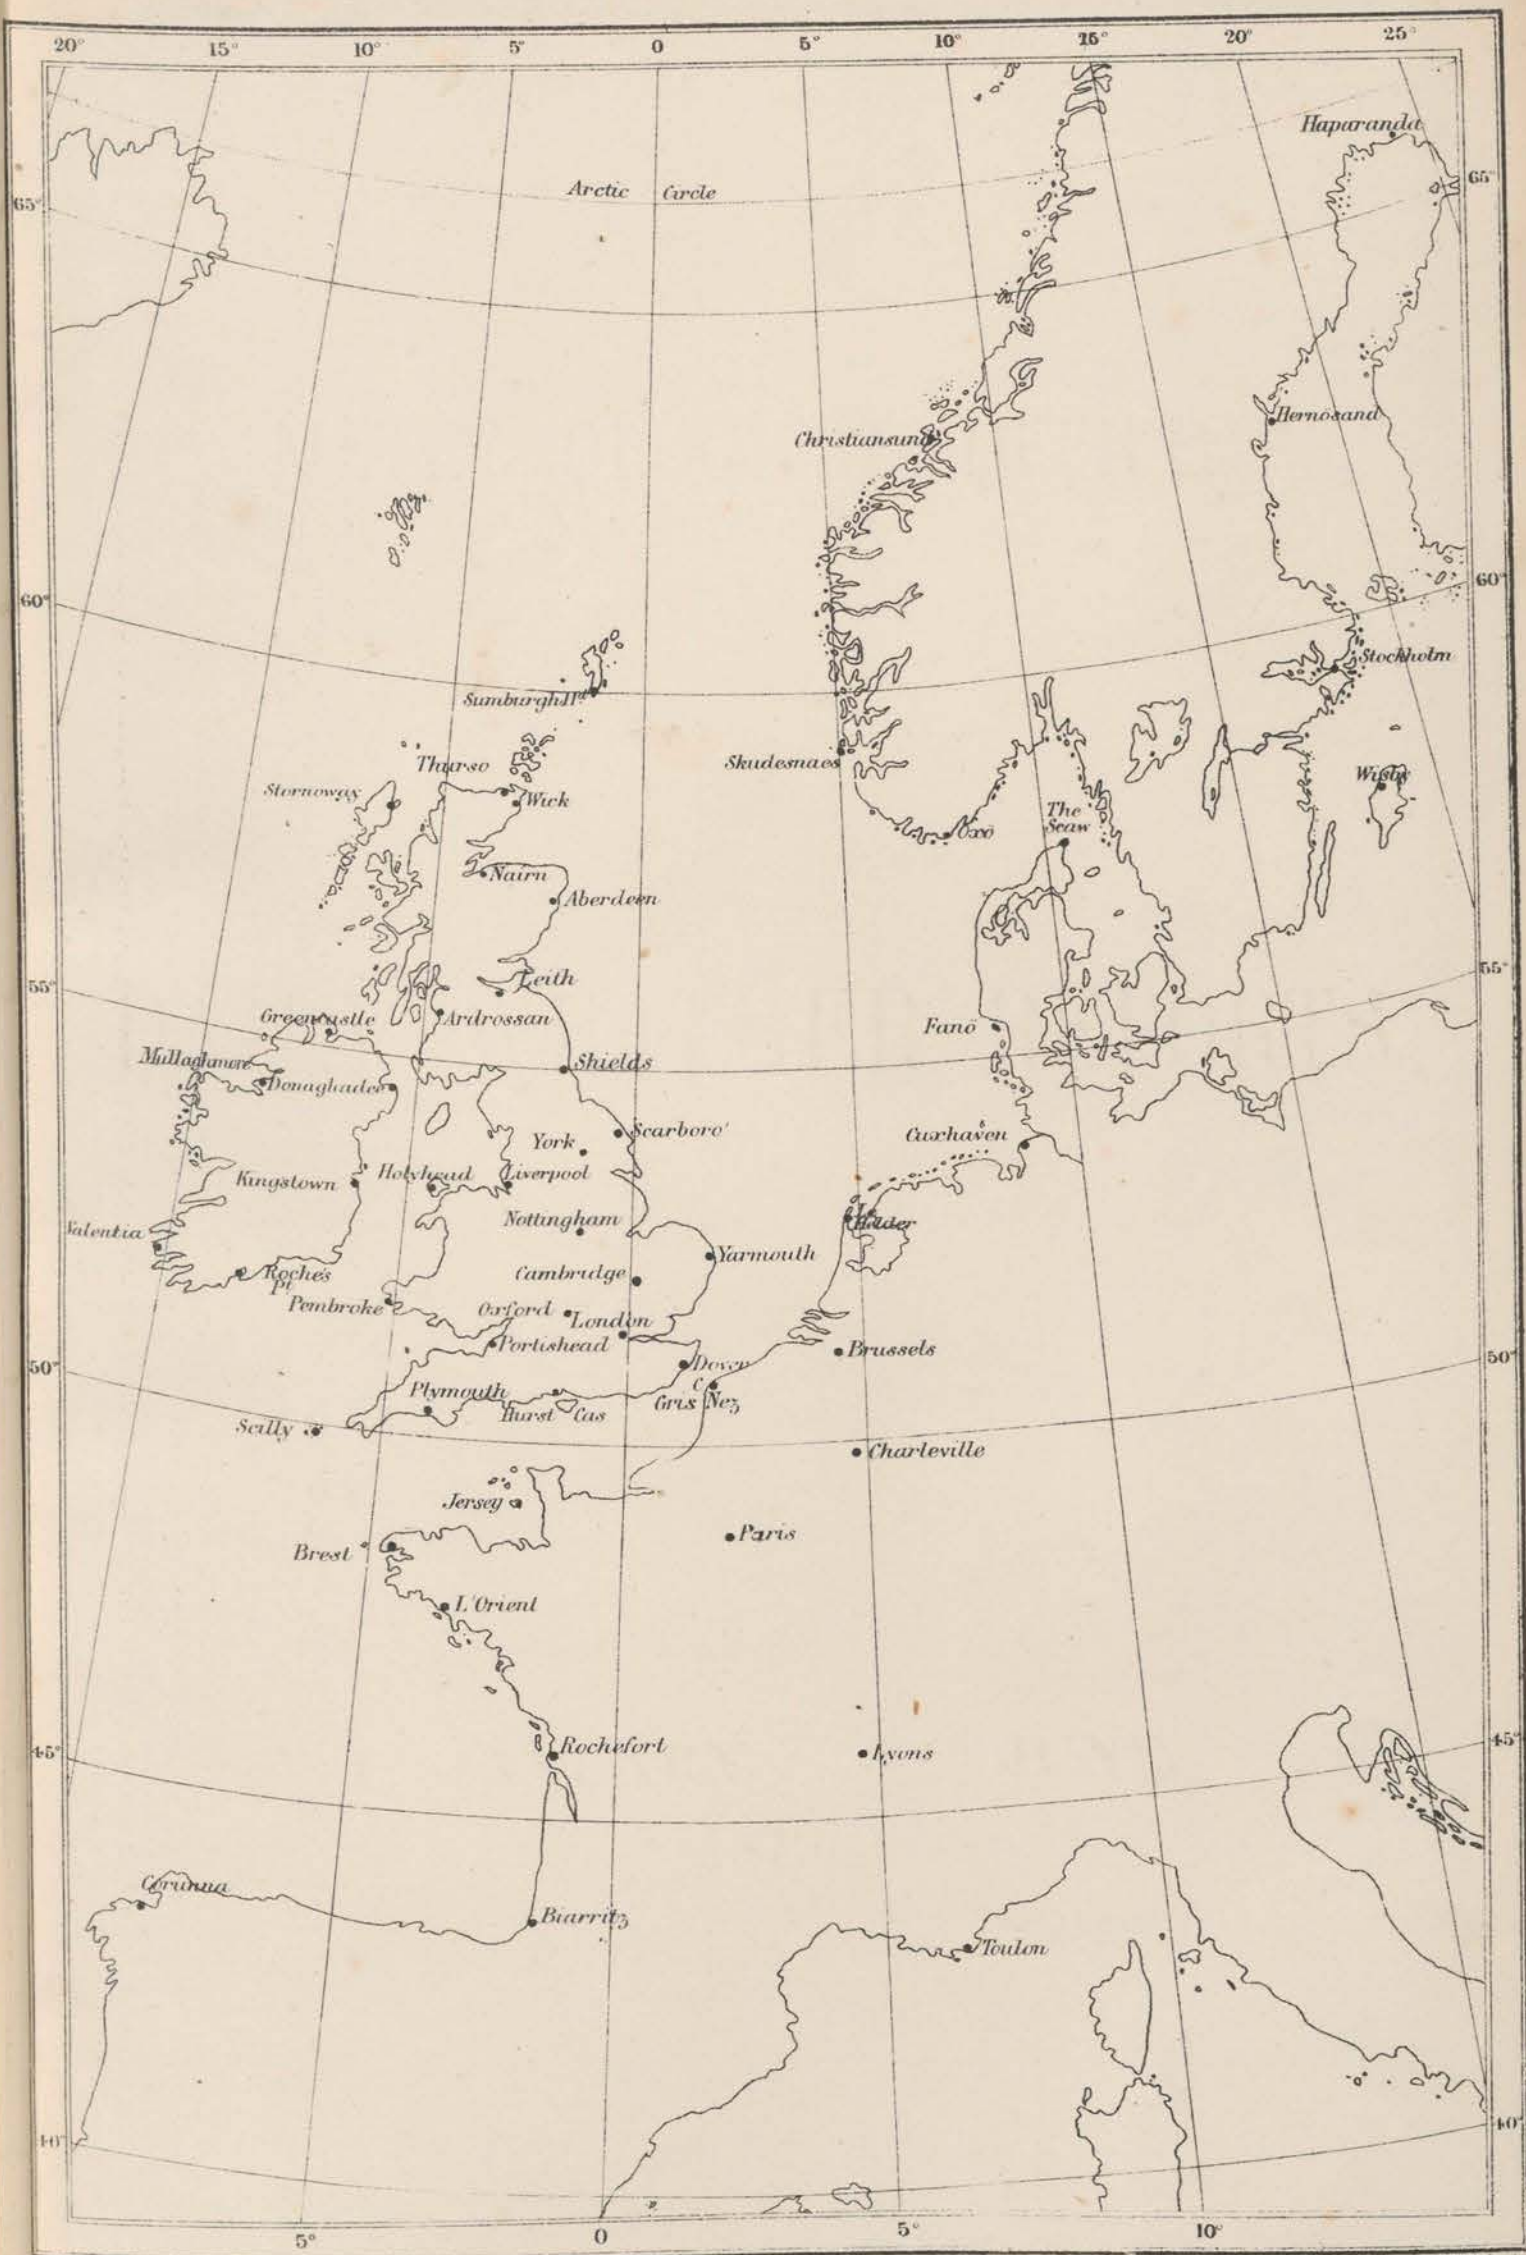 20° 15° 10° 5° 0 5° 10° 15° 20° 25°
Haparanda
65° 65°
Arctic Circle
Hernösand
Christiansund
60° 60°
Stockholm
Sumburgh Hd
Skudesnaes
Thurso
Wisby
Stornoway
Wick
The
Scaw
Oxö
Nairn
Aberdeen
55° 55°
Leith
Greencastle
Ardrossan
Fanö
Mullaghmore
Shields
Donaghadee
Scarboro'
Cuxhaven
York
Kingstown
Holyhead
Liverpool
Helder
Nottingham
Valentia
Yarmouth
Roche's
Pt
Cambridge
Pembroke
Oxford
London
Portishead
Brussels
50° 50°
Dover
Plymouth
Hurst Cas
C.
Gris Nez
Scilly
Charleville
Jersey
Paris
Brest
L'Orient
45° 45°
Rochefort
Lyons
Corunna
Biarritz
Toulon
40° 40°
5° 0 5° 10°